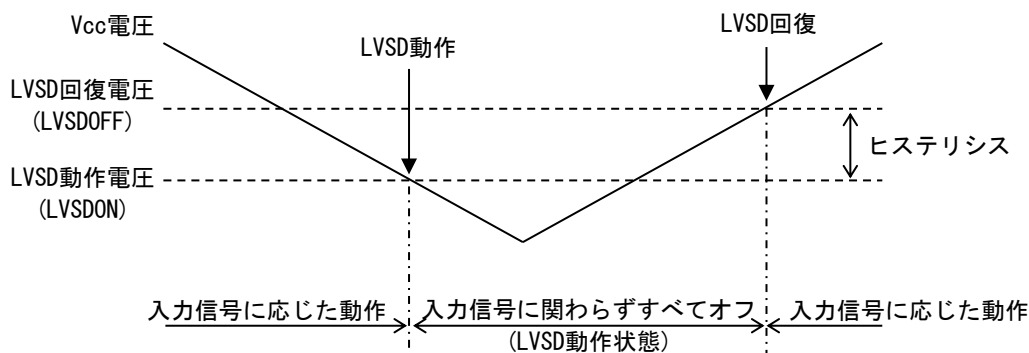 Vcc電圧
LVSD動作
LVSD回復
LVSD回復電圧
(LVSDOFF)
ヒステリシス
LVSD動作電圧
(LVSDON)
入力信号に応じた動作
入力信号に関わらずすべてオフ
(LVSD動作状態)
入力信号に応じた動作